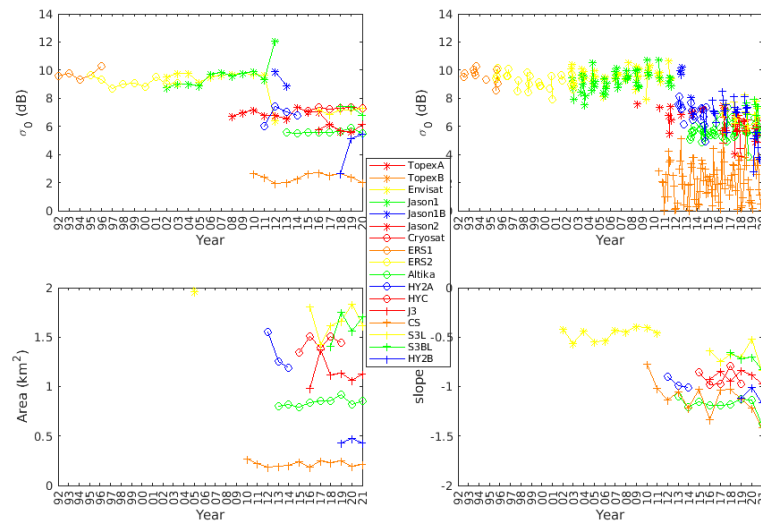 14
12
10
8
6
4
2
0
σ0 (dB)
92 93 94 95 96 97 98 99 00 01 02 03 04 05 06 07 08 09 10 11 12 13 14 15 16 17 18 19 20
Year
14
12
10
8
6
4
2
0
σ0 (dB)
92 93 94 95 96 97 98 99 00 01 02 03 04 05 06 07 08 09 10 11 12 13 14 15 16 17 18 19 20 21
Year
TopexA
TopexB
Envisat
Jason1
Jason1B
Jason2
Cryosat
ERS1
ERS2
Altika
HY2A
HYC
J3
CS
S3L
S3BL
HY2B
2
1.5
1
0.5
0
Area (km2)
92 93 94 95 96 97 98 99 00 01 02 03 04 05 06 07 08 09 10 11 12 13 14 15 16 17 18 19 20 21
Year
0
-0.5
-1
-1.5
-2
slope
92 93 94 95 96 97 98 99 00 01 02 03 04 05 06 07 08 09 10 11 12 13 14 15 16 17 18 19 20 21
Year